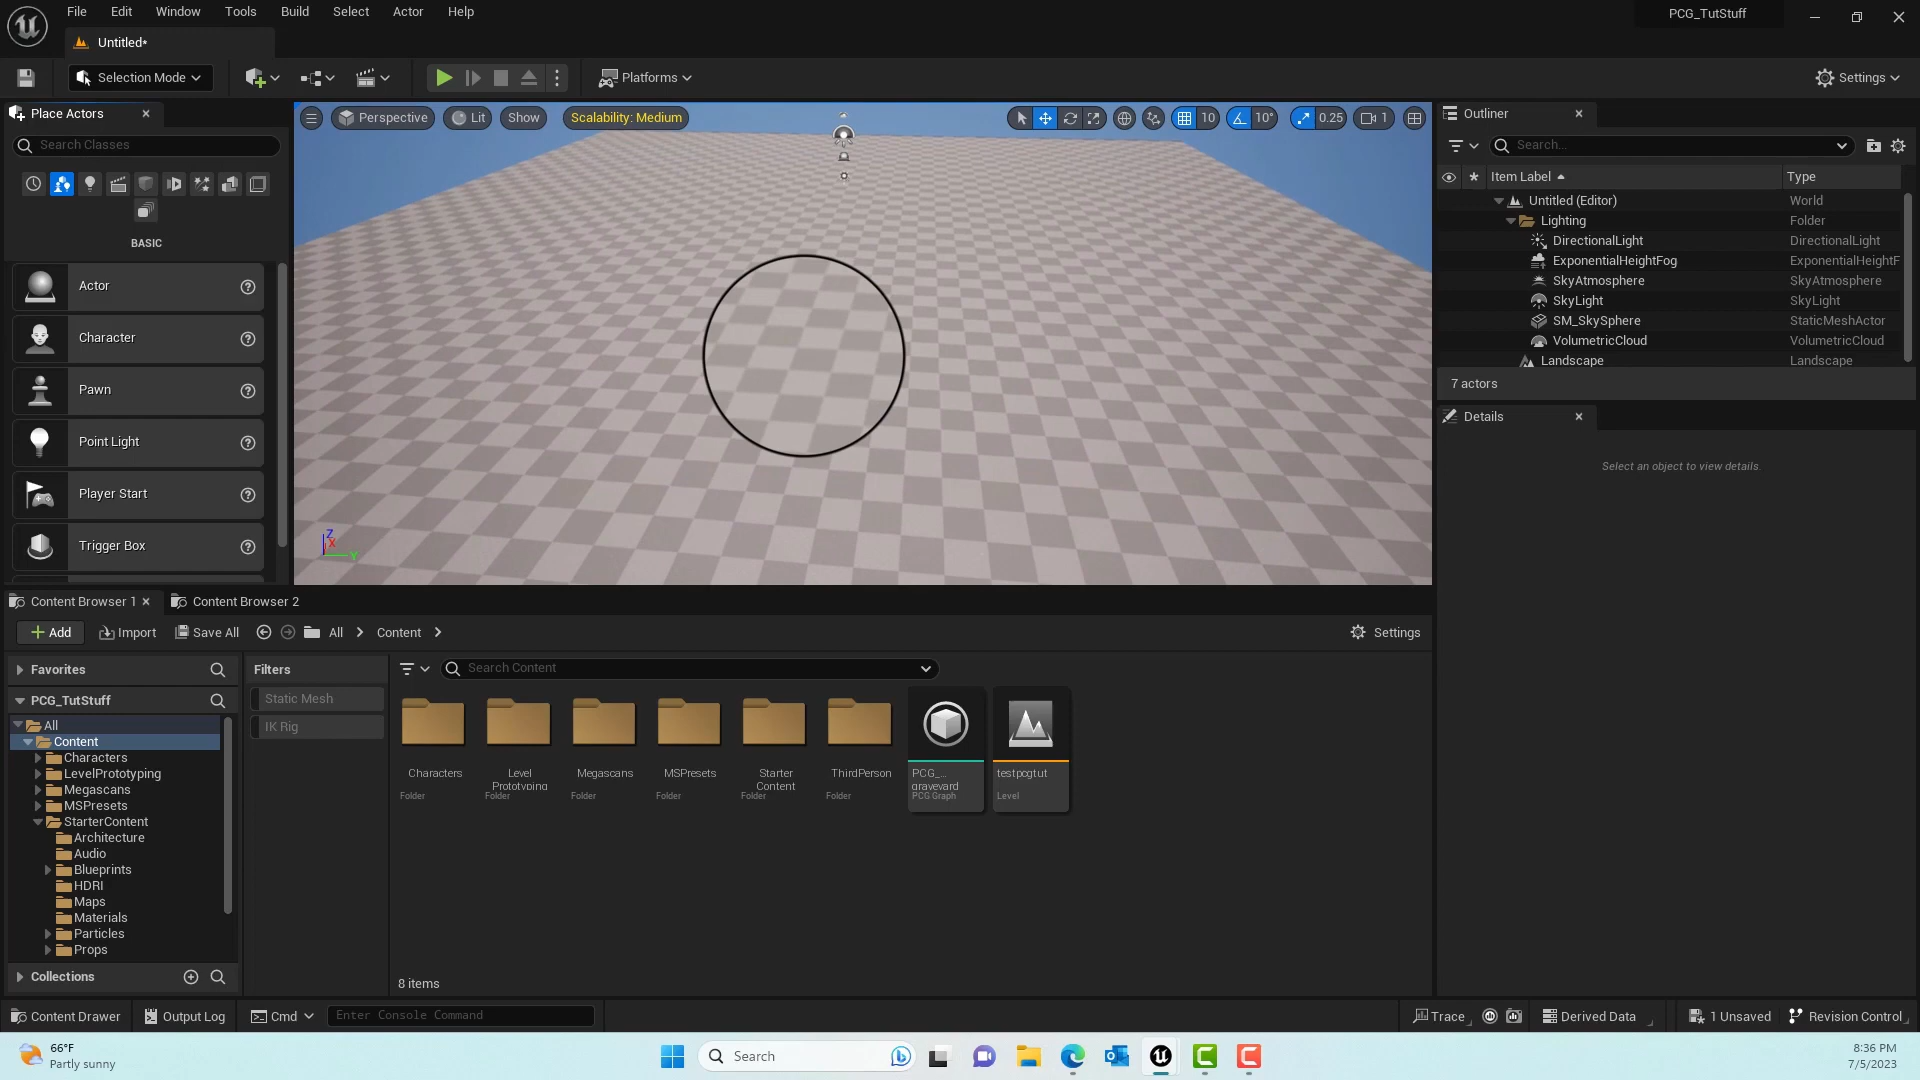 File Edit Window Tools Build Select Actor Help
PCG_TutStuff
Untitled*
Selection Mode
Platforms
Settings
Place Actors
Search Classes
BASIC
Actor
Character
Pawn
Point Light
Player Start
Trigger Box
Perspective Lit Show Scalability: Medium
10 10° 0.25 1
Z
X
Y
Outliner
Search...
Item Label Type
Untitled (Editor) World
Lighting Folder
DirectionalLight DirectionalLight
ExponentialHeightFog ExponentialHeightF
SkyAtmosphere SkyAtmosphere
SkyLight SkyLight
SM_SkySphere StaticMeshActor
VolumetricCloud VolumetricCloud
Landscape Landscape
7 actors
Details
Select an object to view details.
Content Browser 1 Content Browser 2
Add Import Save All All Content Settings
Favorites
PCG_TutStuff
All
Content
Characters
LevelPrototyping
Megascans
MSPresets
StarterContent
Architecture
Audio
Blueprints
HDRI
Maps
Materials
Particles
Props
Collections
Filters
Static Mesh
IK Rig
Search Content
Characters
Folder
Level
Prototyping
Folder
Megascans
Folder
MSPresets
Folder
Starter
Content
Folder
ThirdPerson
Folder
PCG_...
graveyard
PCG Graph
testpcgtut
Level
8 items
Content Drawer Output Log Cmd Enter Console Command
Trace Derived Data 1 Unsaved Revision Control
66°F
Partly sunny
Search
8:36 PM
7/5/2023